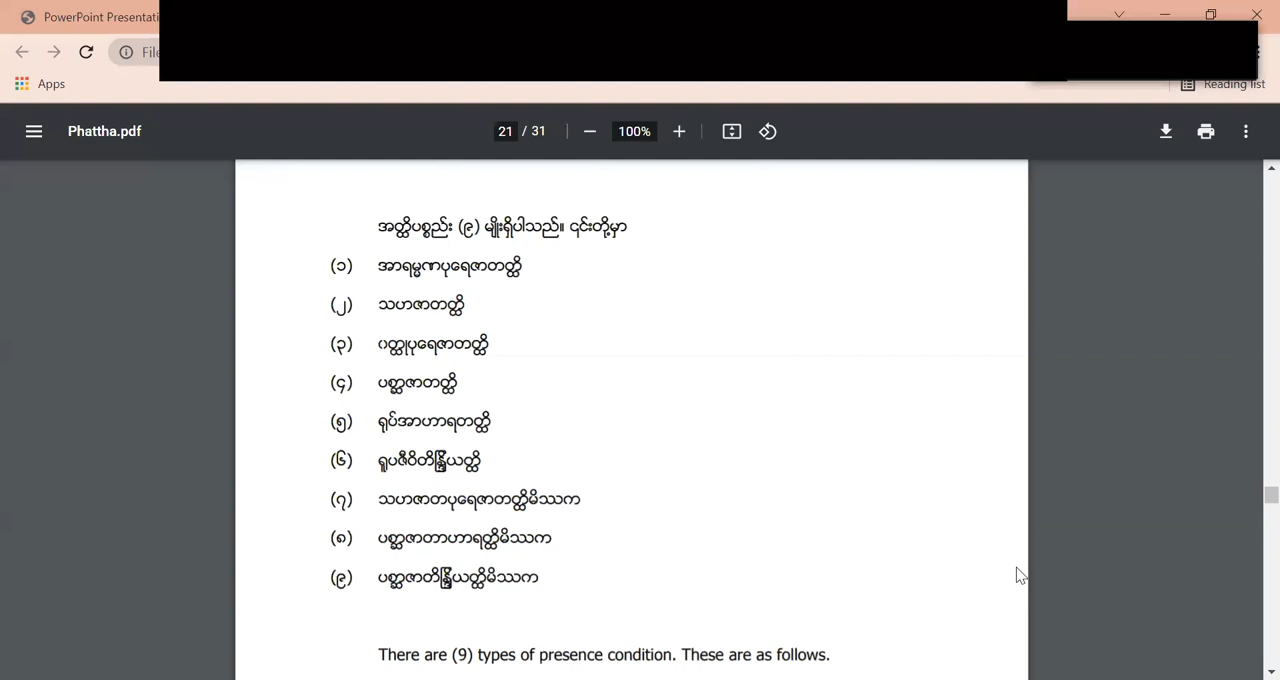 PowerPoint Presentati
File
Apps
Reading list
Phattha.pdf
21 / 31
100%
အတ္ထိပစ္စည်း (၉) မျိုးရှိပါသည်။ ၎င်းတို့မှာ
(၁) အာရမ္မဏပုရေဇာတတ္ထိ
(၂) သဟဇာတတ္ထိ
(၃) ဝတ္ထုပုရေဇာတတ္ထိ
(၄) ပစ္ဆာဇာတတ္ထိ
(၅) ရုပ်အာဟာရတတ္ထိ
(၆) ရူပဇီဝိတိန္ဒြိယတ္ထိ
(၇) သဟဇာတပုရေဇာတတ္ထိမိဿက
(၈) ပစ္ဆာဇာတာဟာရတ္ထိမိဿက
(၉) ပစ္ဆာဇာတိန္ဒြိယတ္ထိမိဿက
There are (9) types of presence condition. These are as follows.